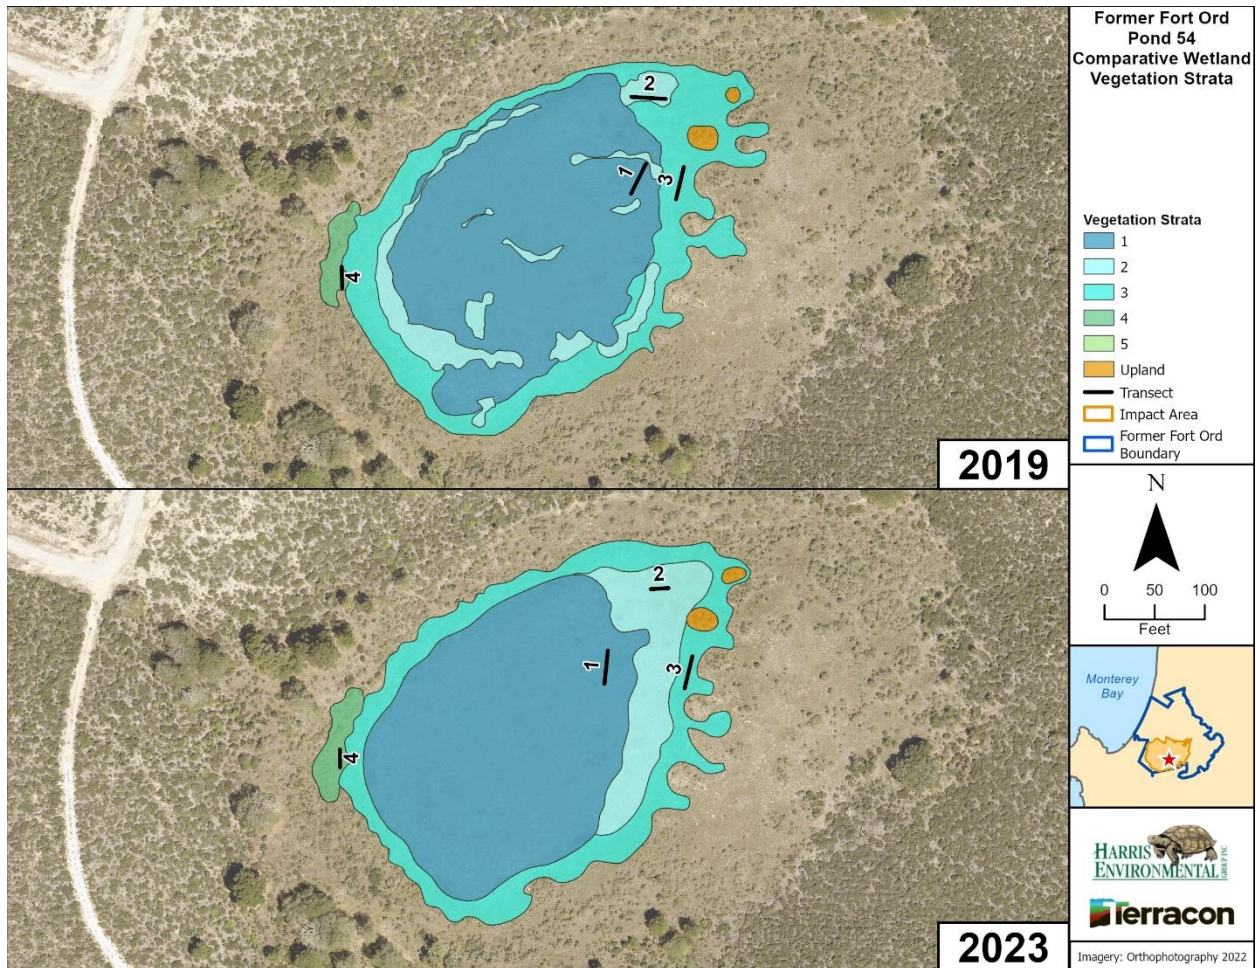 2
1
3
4
2019
2
1
3
4
2023
Former Fort Ord
Pond 54
Comparative Wetland
Vegetation Strata
Vegetation Strata
1
2
3
4
5
Upland
Transect
Impact Area
Former Fort Ord
Boundary
N
0 50 100
Feet
Monterey
Bay
HARRIS
ENVIRONMENTAL
GROUP INC
Terracon
Imagery: Orthophotography 2022